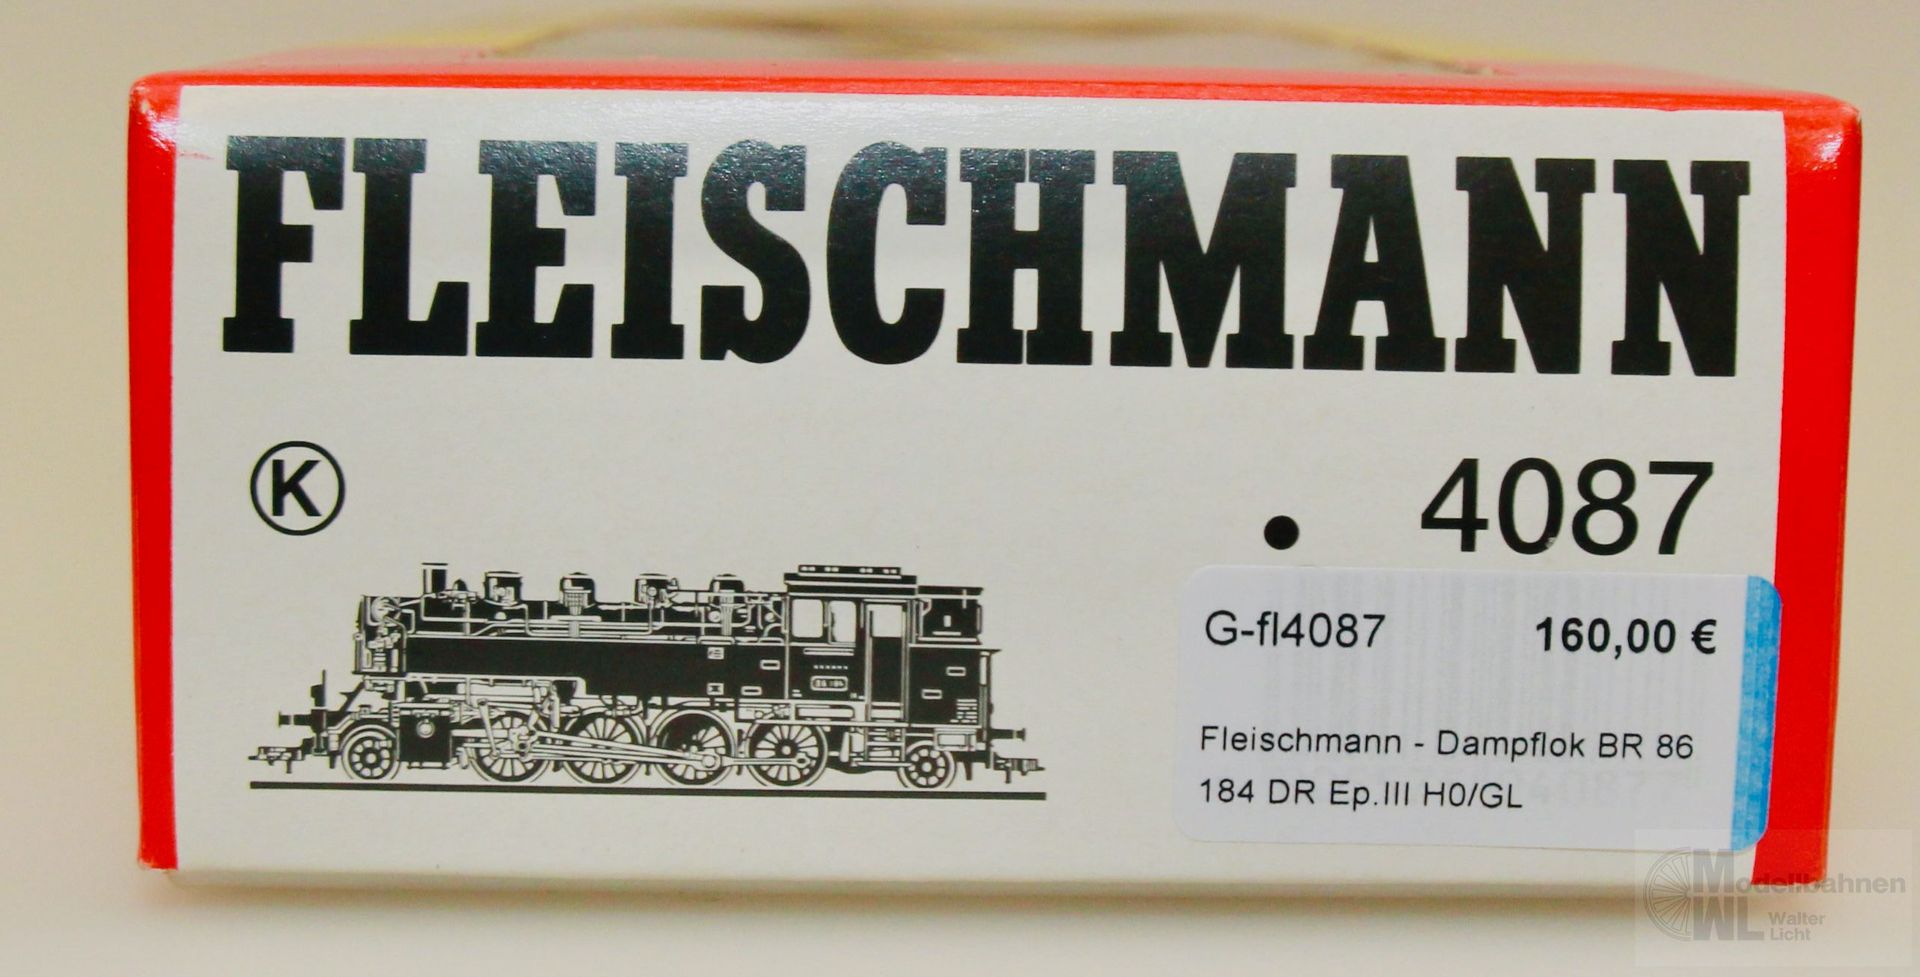 FLEISCHMANN
K
. 4087
G-fl4087 160,00 €
Fleischmann - Dampflok BR 86
184 DR Ep.III H0/GL
Modellbahnen
WL Walter
Licht